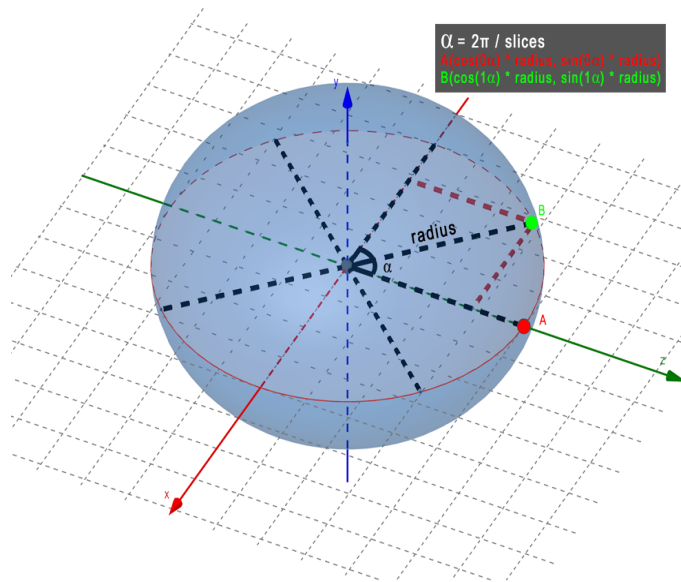 α = 2π / slices
A(cos(0α) * radius, sin(0α) * radius)
B(cos(1α) * radius, sin(1α) * radius)
y
B
radius
α
A
z
x